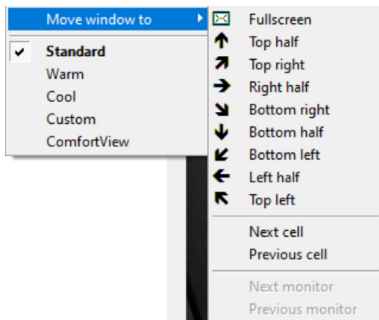 Move window to
Standard
Warm
Cool
Custom
ComfortView
Fullscreen
Top half
Top right
Right half
Bottom right
Bottom half
Bottom left
Left half
Top left
Next cell
Previous cell
Next monitor
Previous monitor